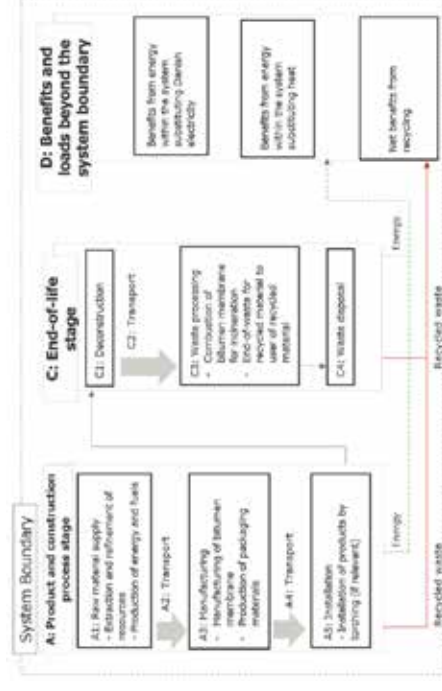 System Boundary
A: Product and construction
process stage
A1: Raw material supply
- Extraction and refinement of
resources
- Production of energy and fuels
A2: Transport
A3: Manufacturing
- Manufacturing of bitumen
membrane
- Production of packaging
materials
A4: Transport
A5: Installation
- Installation of products by
torching (if relevant)
Energy
Recycled waste
C: End-of-life
stage
C1: Deconstruction
C2: Transport
C3: Waste processing
- Combustion of
bitumen membrane
for incineration
- End-of-waste for
recycled material to
user of recycled
material
C4: Waste disposal
Energy
Recycled waste
D: Benefits and
loads beyond the
system boundary
Benefits from energy
within the system
substituting Danish
electricity
Benefits from energy
within the system
substituting heat
Net benefits from
recycling